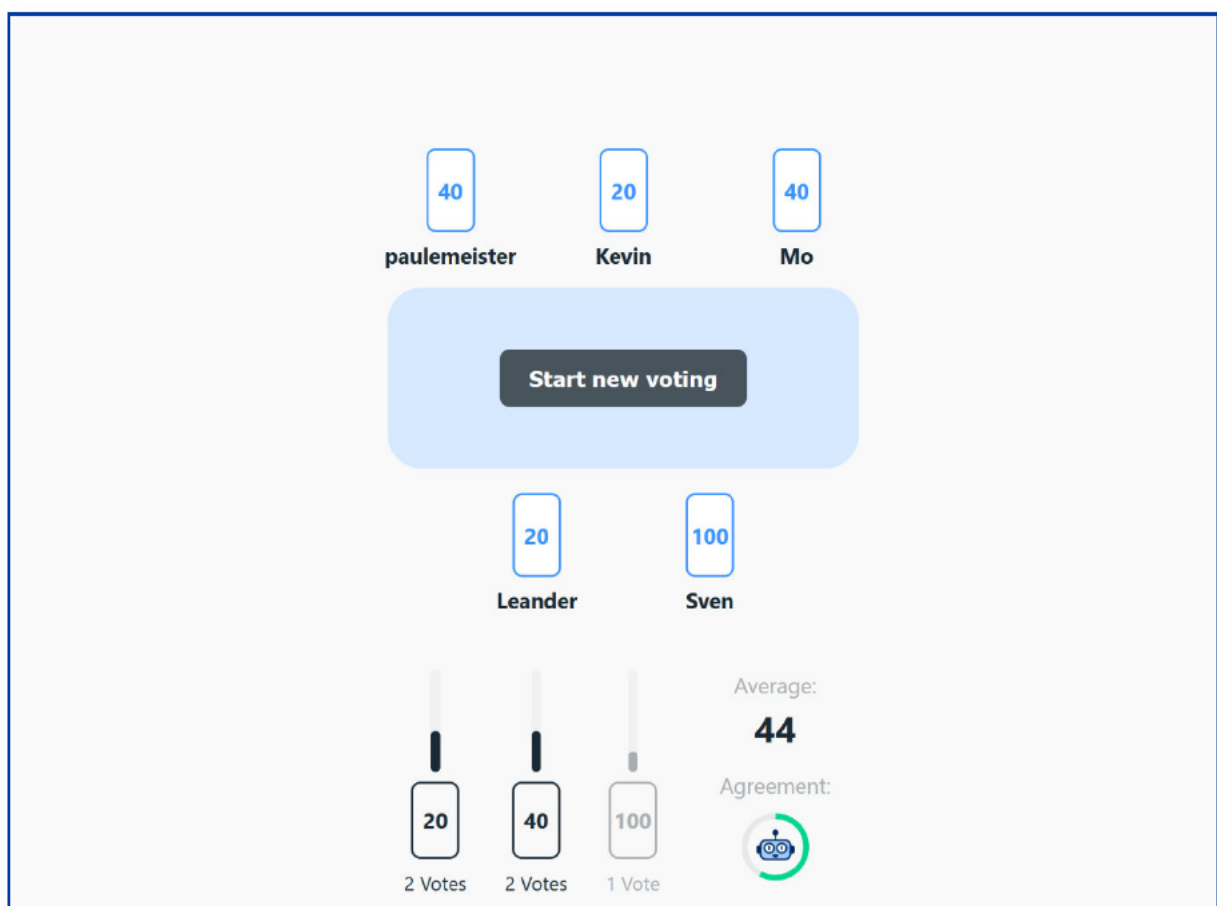 40 20 40
paulemeister Kevin Mo
Start new voting
20 100
Leander Sven
Average:
44
Agreement:
20 40 100
2 Votes 2 Votes 1 Vote